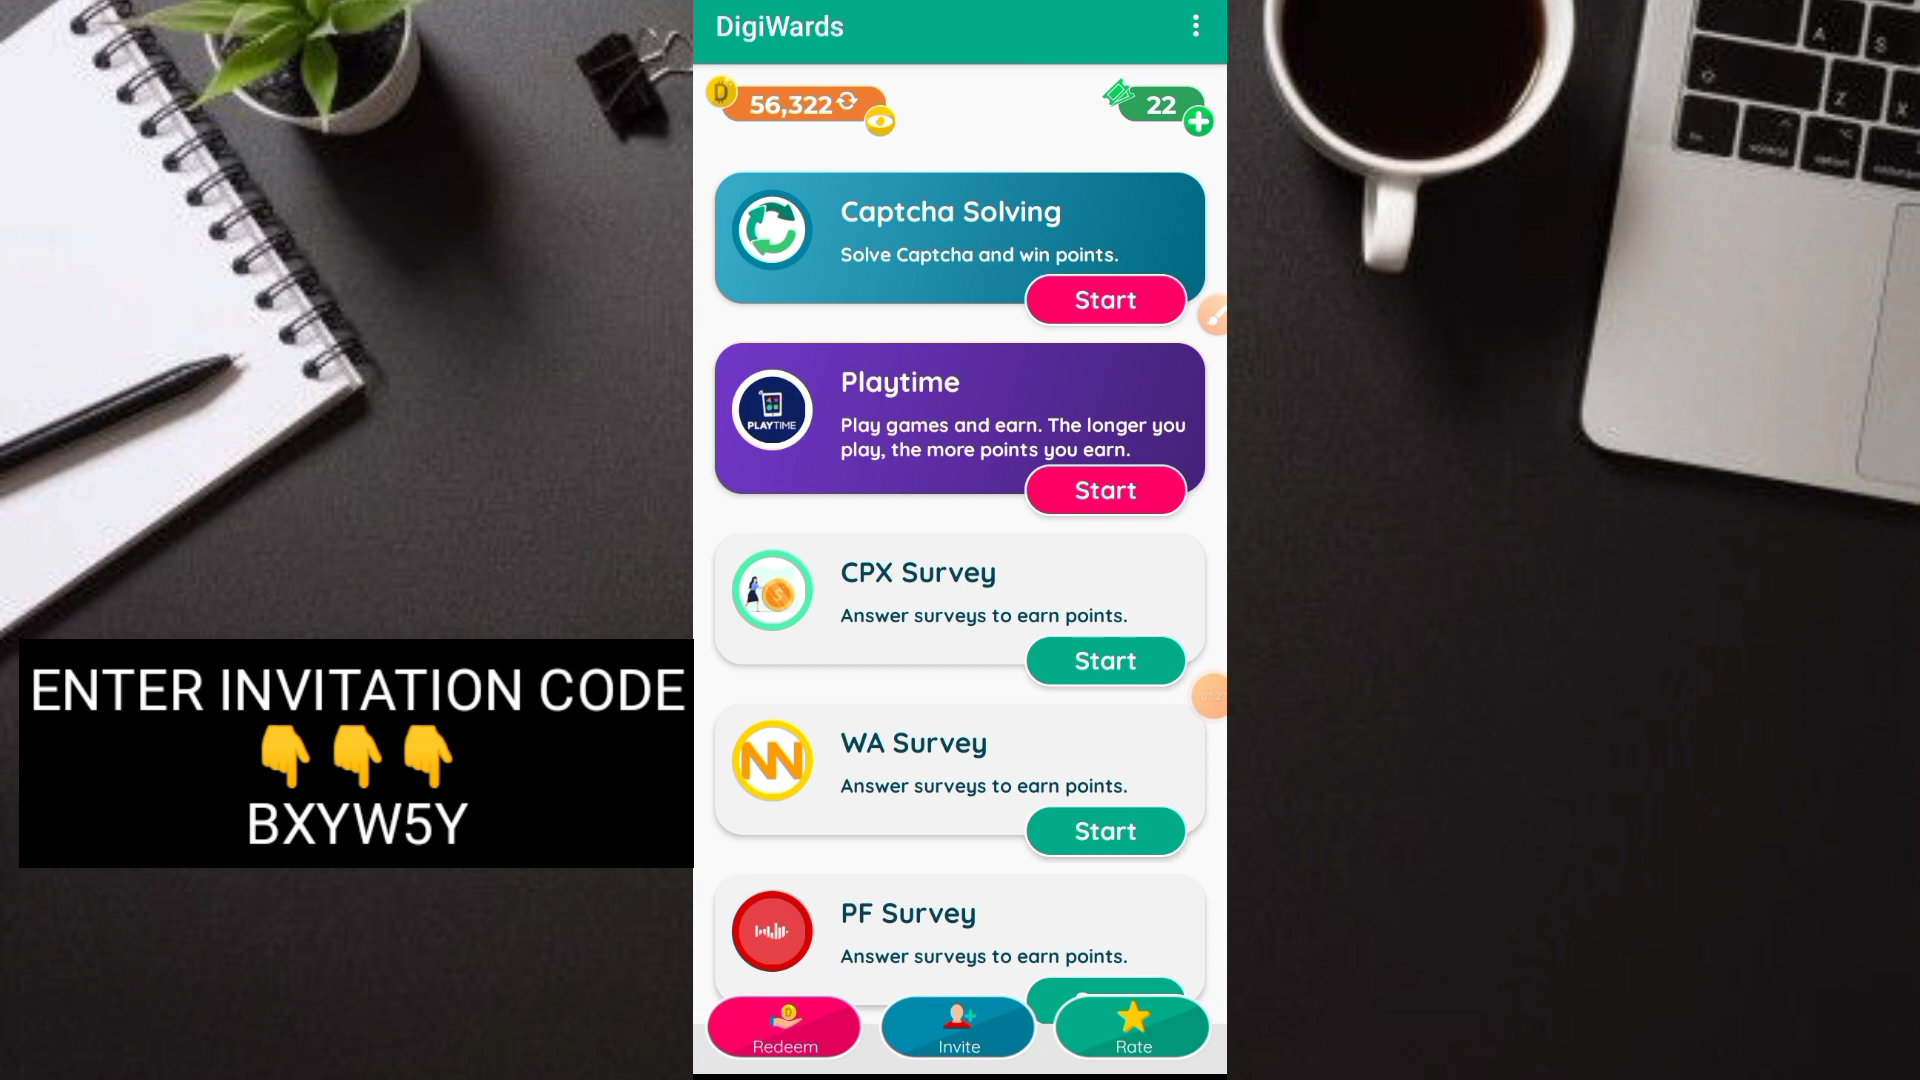 DigiWards
56,322
22
Captcha Solving
Solve Captcha and win points.
Start
Playtime
PLAYTIME
Play games and earn. The longer you
play, the more points you earn.
Start
CPX Survey
Answer surveys to earn points.
Start
WA Survey
Answer surveys to earn points.
Start
PF Survey
Answer surveys to earn points.
Redeem
Invite
Rate
ENTER INVITATION CODE
👇👇👇
BXYW5Y
A
S
Z
X
control
option